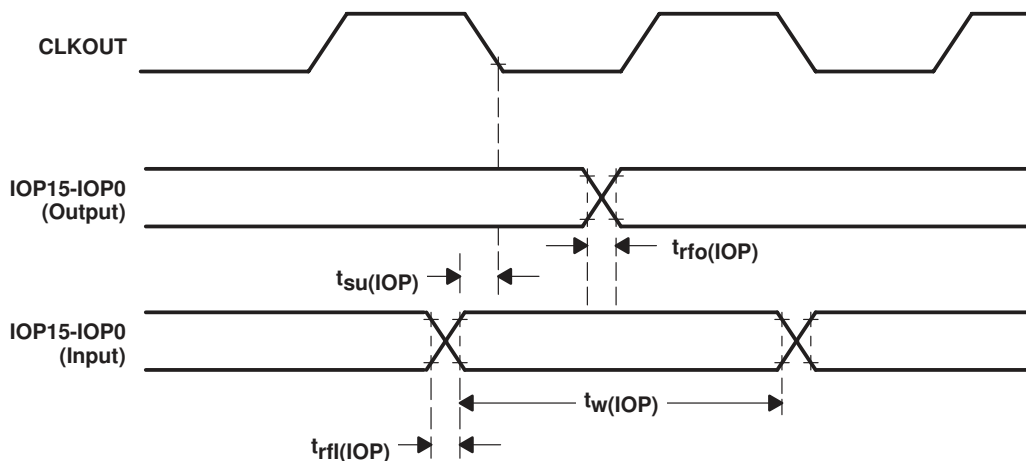 CLKOUT
IOP15-IOP0
(Output)
trfo(IOP)
tsu(IOP)
IOP15-IOP0
(Input)
tw(IOP)
trfI(IOP)